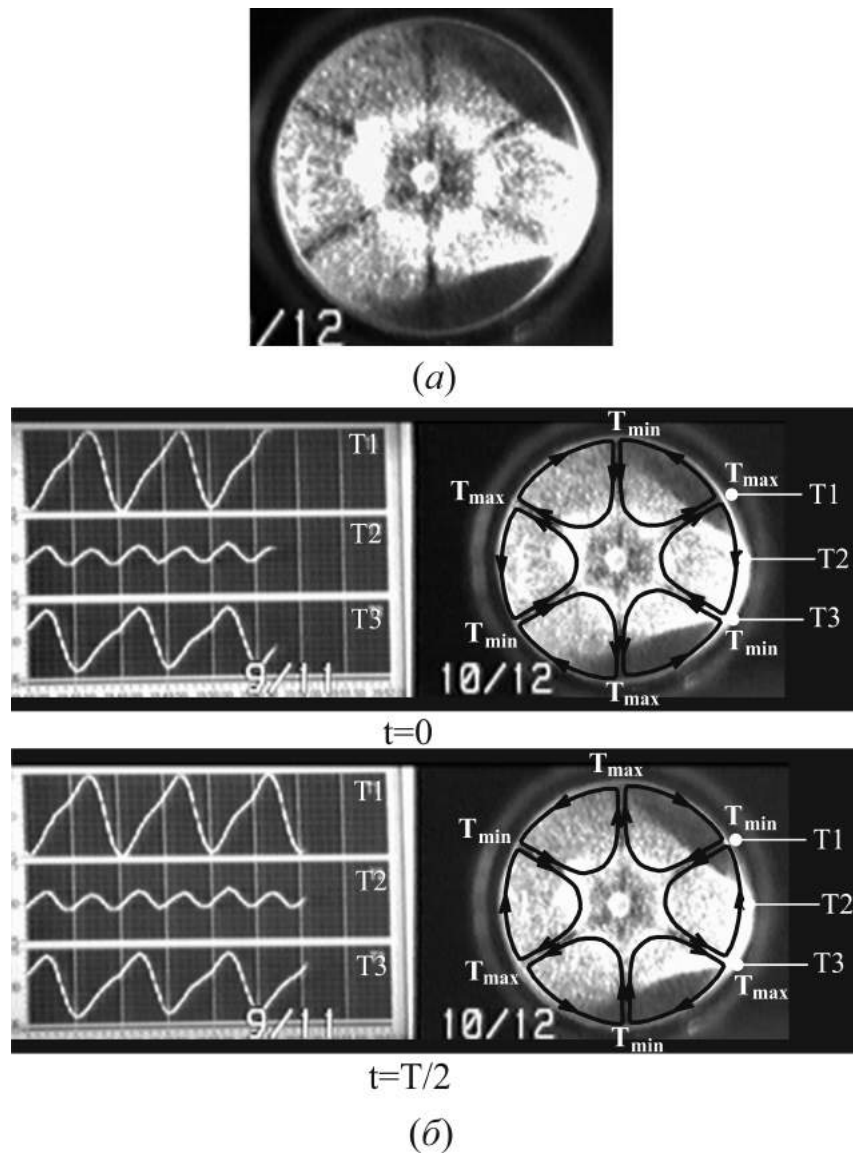 /12
(а)
T1
T2
T3
9/11
10/12
Tmin
Tmax
Tmax
T1
T2
T3
Tmin
Tmin
Tmax
t=0
T1
T2
T3
9/11
10/12
Tmax
Tmin
Tmin
T1
T2
T3
Tmax
Tmax
Tmin
t=T/2
(б)